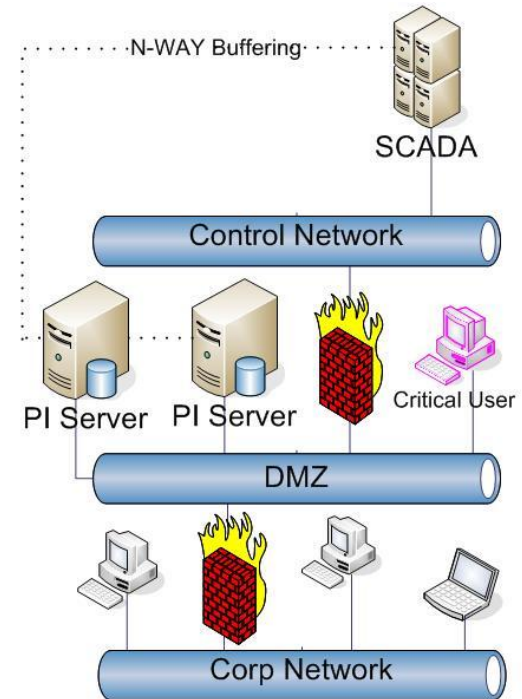 N-WAY Buffering
SCADA
Control Network
PI Server
PI Server
Critical User
DMZ
Corp Network